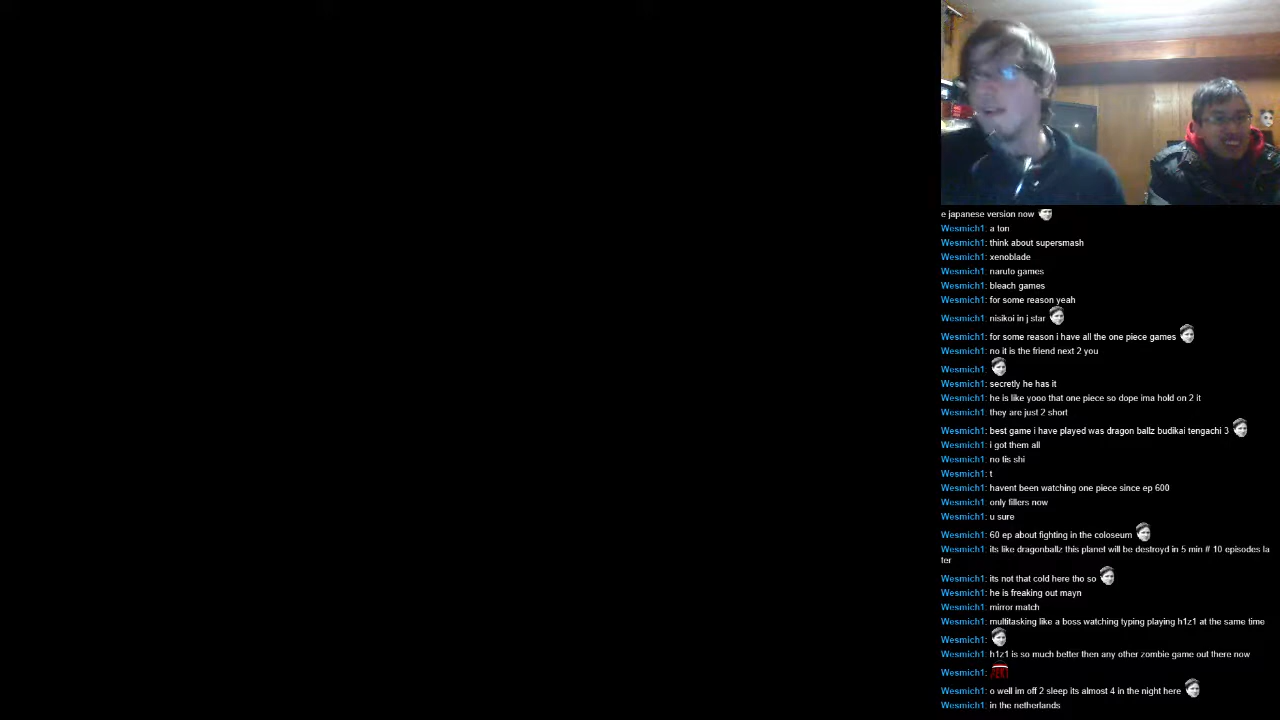 e japanese version now
Wesmich1: a ton
Wesmich1: think about supersmash
Wesmich1: xenoblade
Wesmich1: naruto games
Wesmich1: bleach games
Wesmich1: for some reason yeah
Wesmich1: nisikoi in j star
Wesmich1: for some reason i have all the one piece games
Wesmich1: no it is the friend next 2 you
Wesmich1:
Wesmich1: secretly he has it
Wesmich1: he is like yooo that one piece so dope ima hold on 2 it
Wesmich1: they are just 2 short
Wesmich1: best game i have played was dragon ballz budikai tengachi 3
Wesmich1: i got them all
Wesmich1: no tis shi
Wesmich1: t
Wesmich1: havent been watching one piece since ep 600
Wesmich1: only fillers now
Wesmich1: u sure
Wesmich1: 60 ep about fighting in the coloseum
Wesmich1: its like dragonballz this planet will be destroyd in 5 min # 10 episodes la
ter
Wesmich1: its not that cold here tho so
Wesmich1: he is freaking out mayn
Wesmich1: mirror match
Wesmich1: multitasking like a boss watching typing playing h1z1 at the same time
Wesmich1:
Wesmich1: h1z1 is so much better then any other zombie game out there now
Wesmich1:
Wesmich1: o well im off 2 sleep its almost 4 in the night here
Wesmich1: in the netherlands